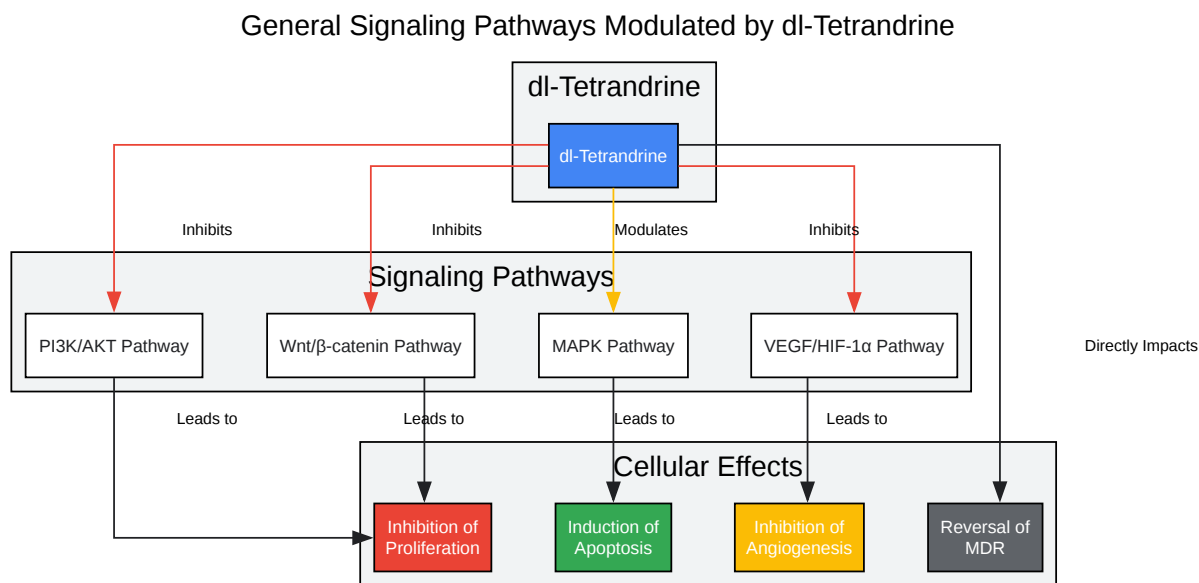 General Signaling Pathways Modulated by dl-Tetrandrine
dl-Tetrandrine
dl-Tetrandrine
Inhibits
Inhibits
Modulates
Inhibits
Signaling Pathways
PI3K/AKT Pathway
Wnt/β-catenin Pathway
MAPK Pathway
VEGF/HIF-1α Pathway
Directly Impacts
Leads to
Leads to
Leads to
Leads to
Cellular Effects
Inhibition of
Proliferation
Induction of
Apoptosis
Inhibition of
Angiogenesis
Reversal of
MDR